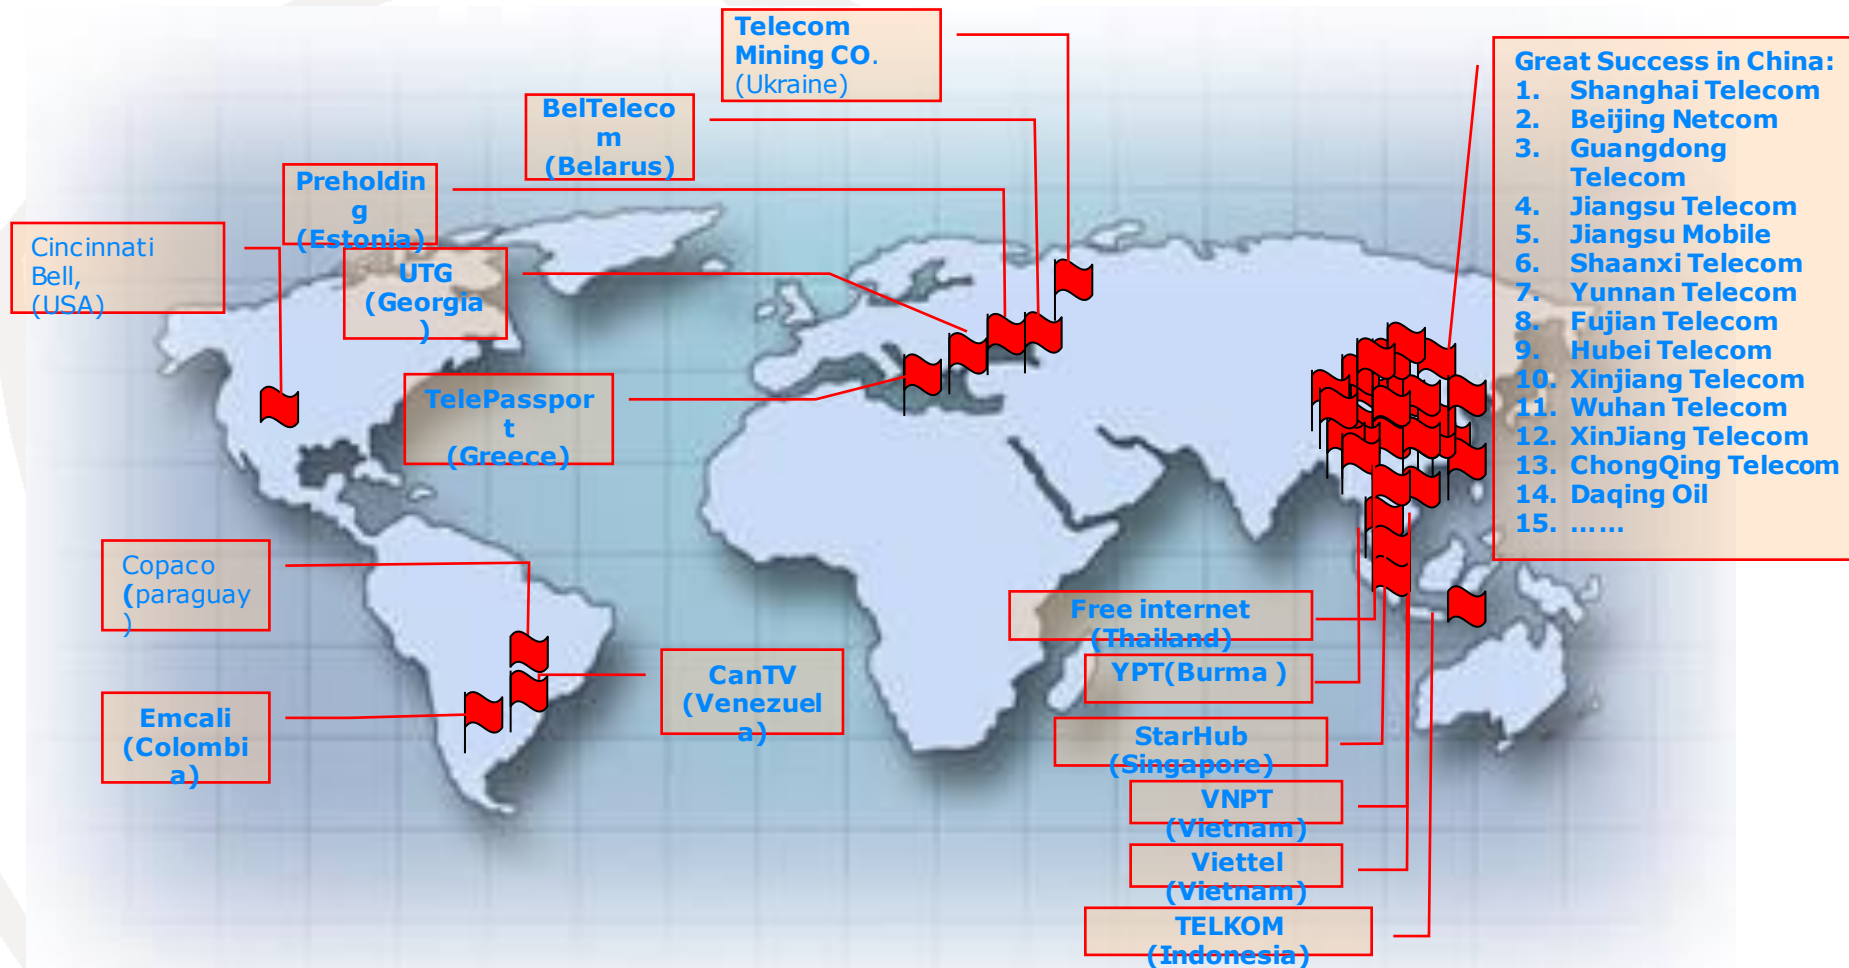 Telecom
Mining CO.
(Ukraine)
Great Success in China:
1. Shanghai Telecom
2. Beijing Netcom
3. Guangdong
Telecom
4. Jiangsu Telecom
5. Jiangsu Mobile
6. Shaanxi Telecom
7. Yunnan Telecom
8. Fujian Telecom
9. Hubei Telecom
10. Xinjiang Telecom
11. Wuhan Telecom
12. XinJiang Telecom
13. ChongQing Telecom
14. Daqing Oil
15. ......
BelTeleco
m
(Belarus)
Preholdin
g
(Estonia)
Cincinnati
Bell,
(USA)
UTG
(Georgia
)
TelePasspor
t
(Greece)
Copaco
(paraguay
)
CanTV
(Venezuel
a)
Emcali
(Colombi
a)
Free internet
(Thailand)
YPT(Burma )
StarHub
(Singapore)
VNPT
(Vietnam)
Viettel
(Vietnam)
TELKOM
(Indonesia)